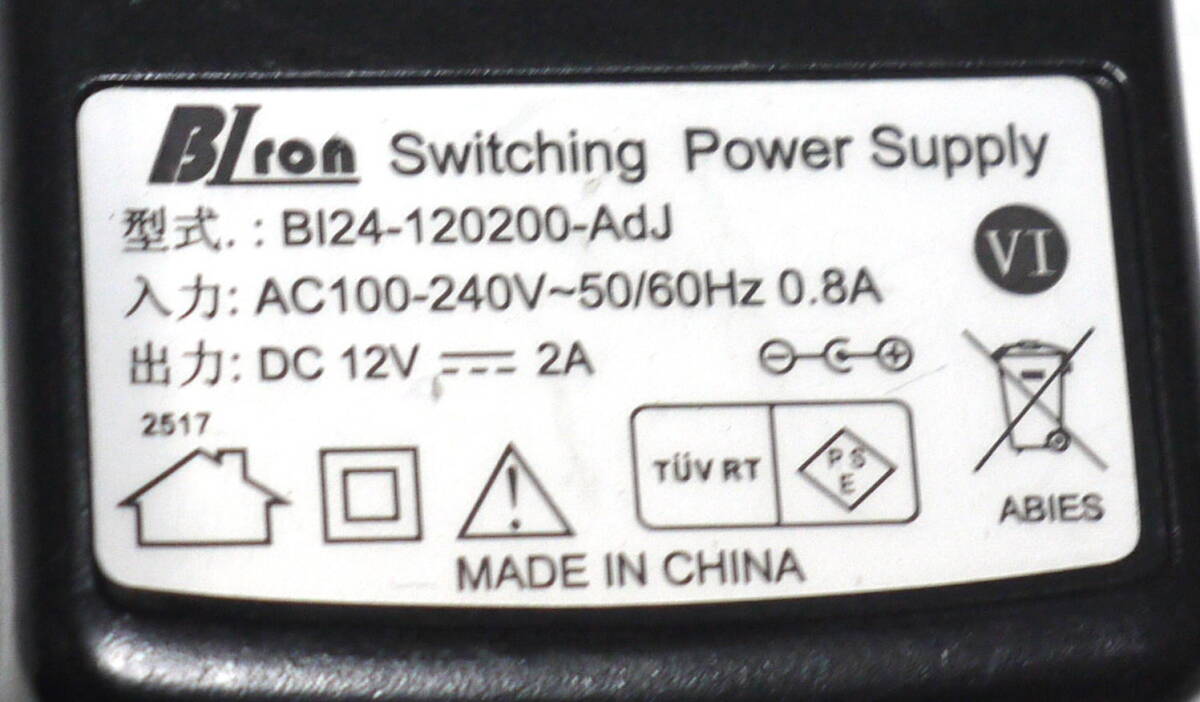 BIron Switching Power Supply
型式.: BI24-120200-AdJ
VI
入力: AC100-240V~50/60Hz 0.8A
出力: DC 12V ⎓ 2A
2517
TÜV RT
PSE
ABIES
MADE IN CHINA